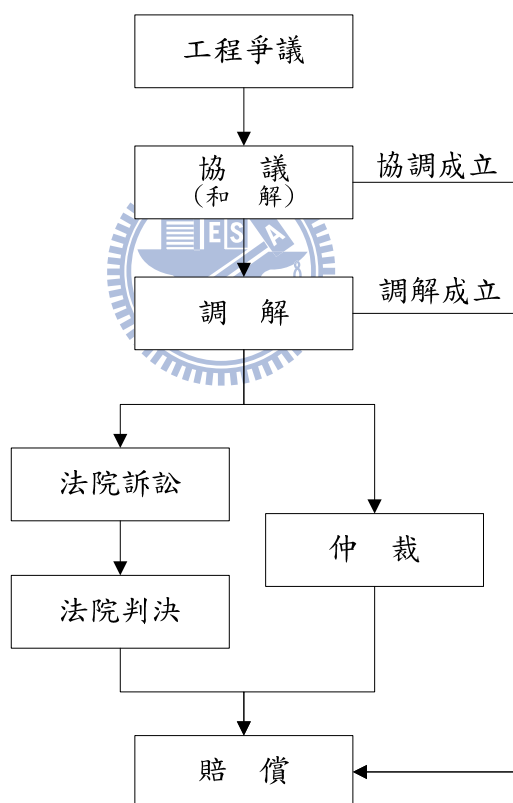 工程爭議
協 議
協調成立
(和 解)
ESA
調 解
調解成立
法院訴訟
仲 裁
法院判決
賠 償